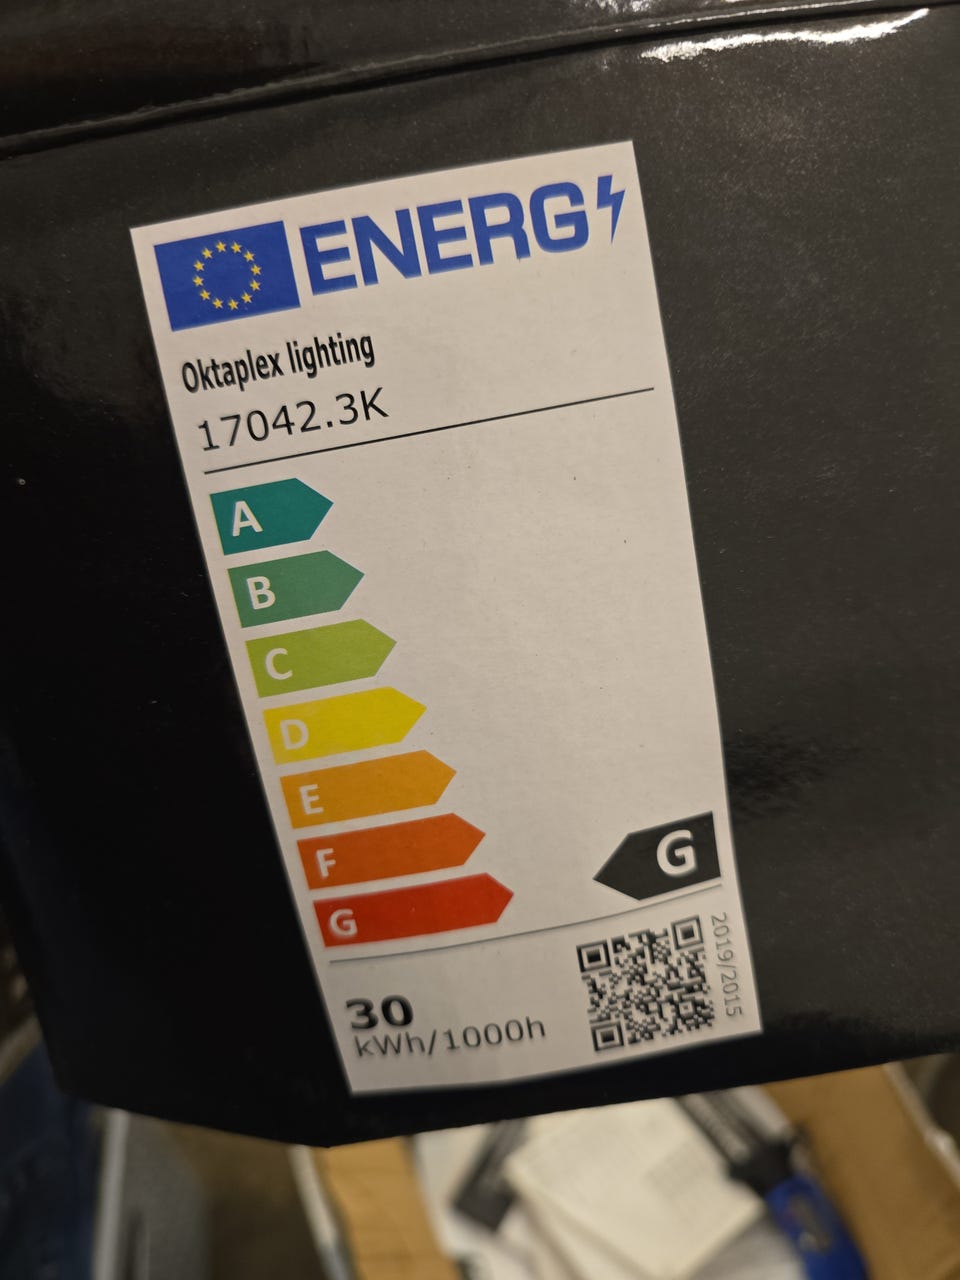 ENERG
Oktaplex lighting
17042.3K
A
B
C
D
E
F
G
G
2019/2015
30
kWh/1000h